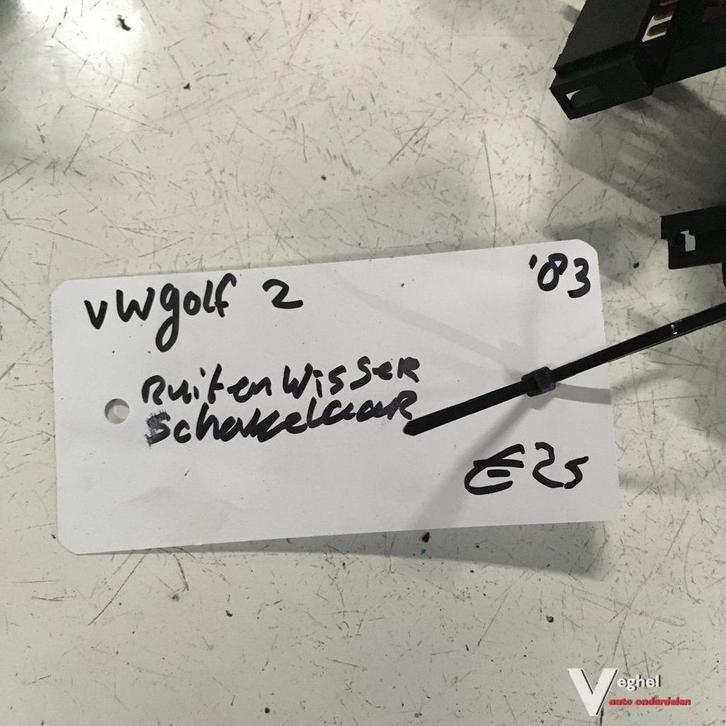 vWgolf 2 '83
RuitenWisSeR
SchakelaaR
€25
Veghel
auto onderdelen